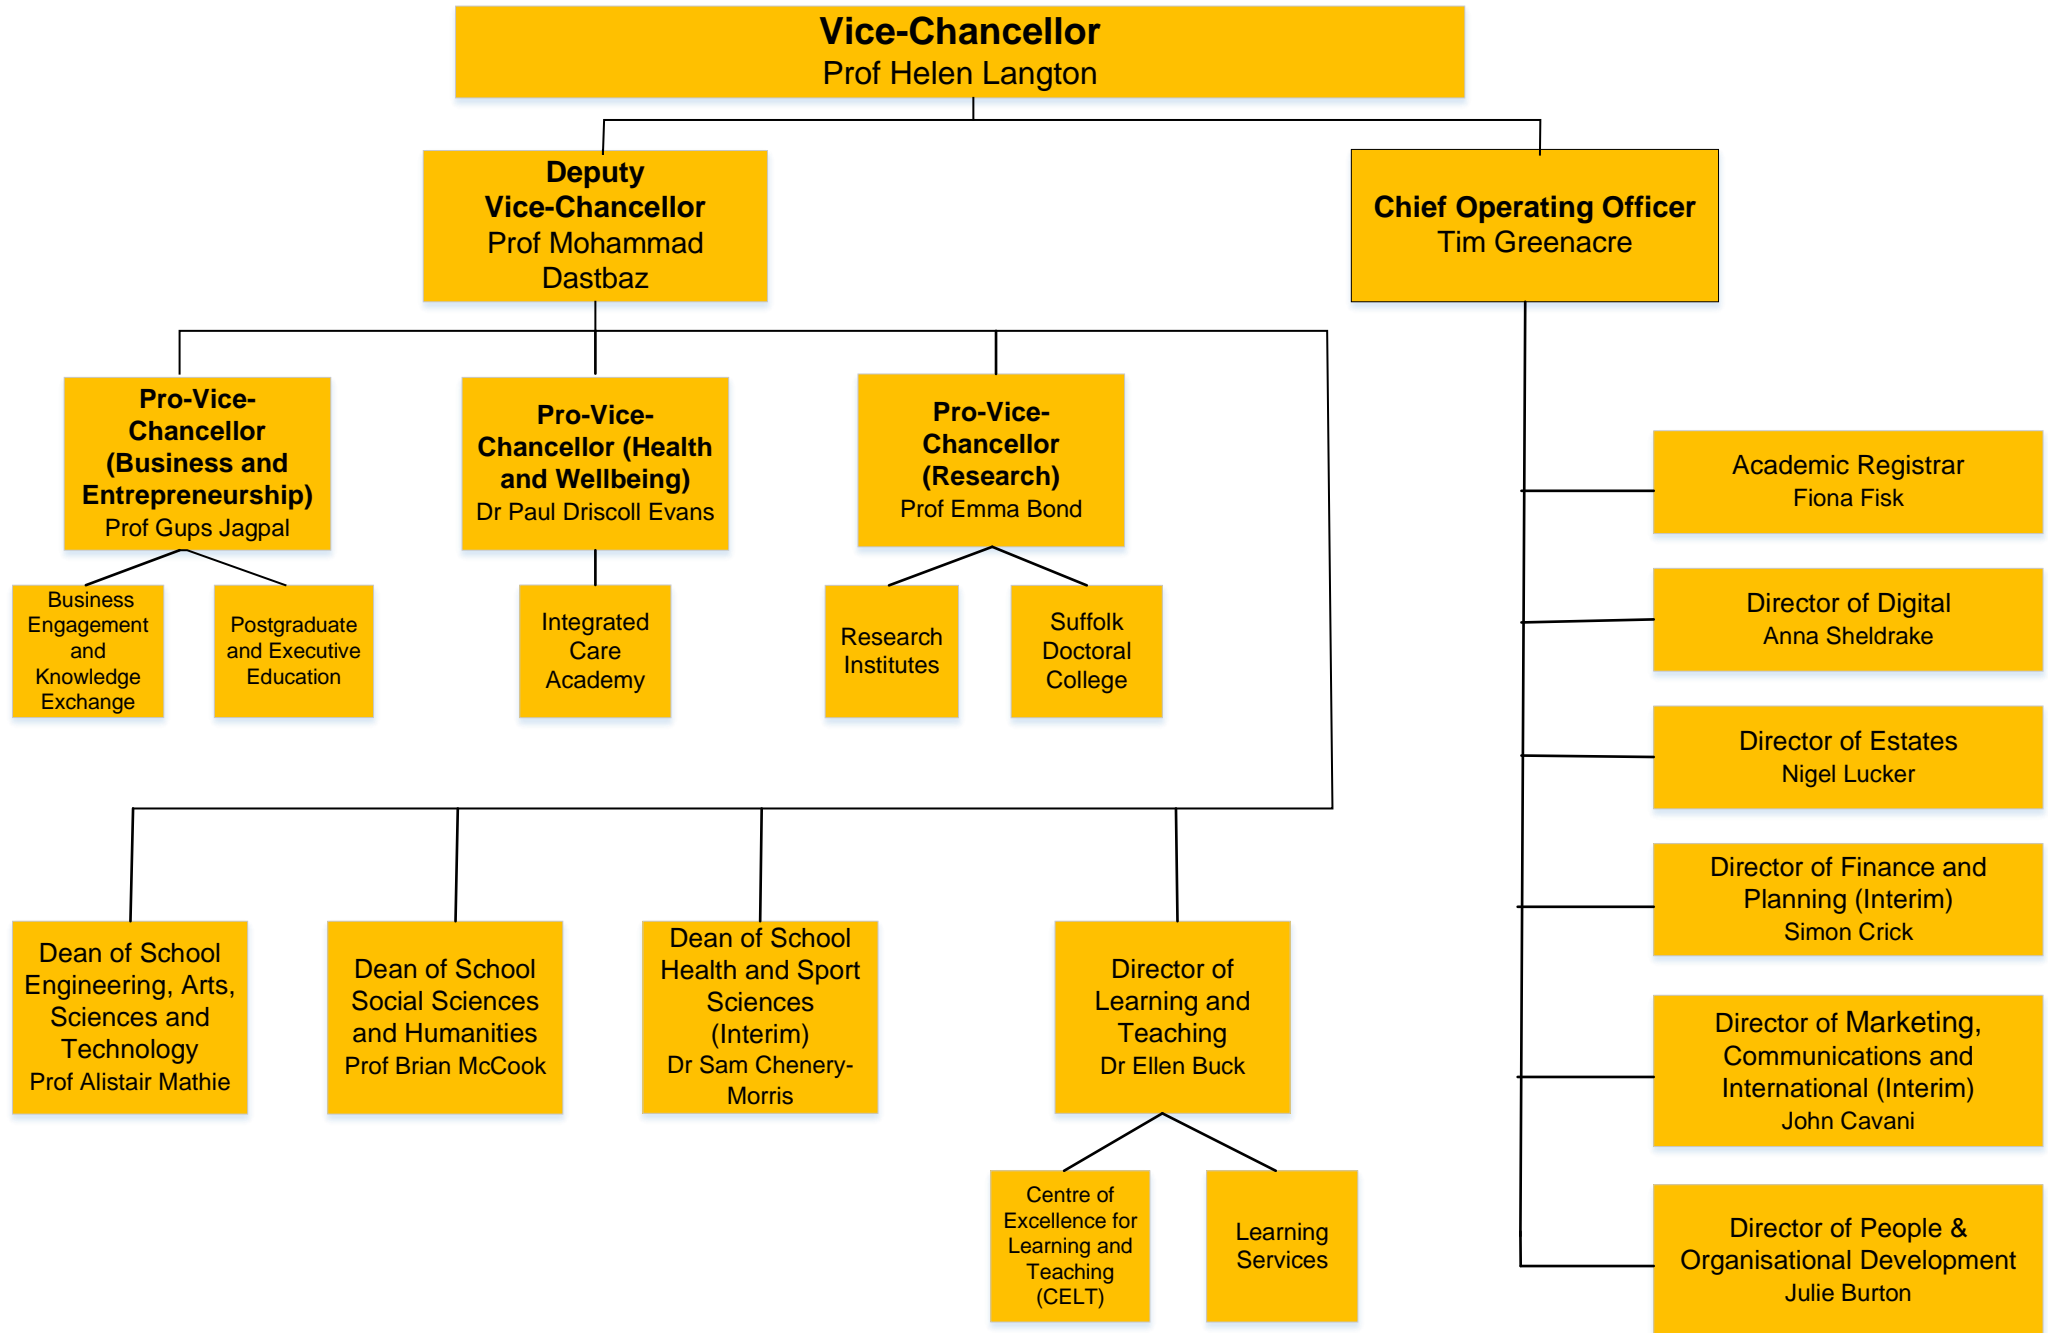 Vice-Chancellor
Prof Helen Langton
Deputy
Vice-Chancellor
Prof Mohammad
Dastbaz
Chief Operating Officer
Tim Greenacre
Pro-Vice-
Chancellor
(Business and
Entrepreneurship)
Prof Gups Jagpal
Pro-Vice-
Chancellor (Health
and Wellbeing)
Dr Paul Driscoll Evans
Pro-Vice-
Chancellor
(Research)
Prof Emma Bond
Business
Engagement
and
Knowledge
Exchange
Postgraduate
and Executive
Education
Integrated
Care
Academy
Research
Institutes
Suffolk
Doctoral
College
Academic Registrar
Fiona Fisk
Director of Digital
Anna Sheldrake
Director of Estates
Nigel Lucker
Director of Finance and
Planning (Interim)
Simon Crick
Director of Marketing,
Communications and
International (Interim)
John Cavani
Director of People &
Organisational Development
Julie Burton
Dean of School
Engineering, Arts,
Sciences and
Technology
Prof Alistair Mathie
Dean of School
Social Sciences
and Humanities
Prof Brian McCook
Dean of School
Health and Sport
Sciences
(Interim)
Dr Sam Chenery-
Morris
Director of
Learning and
Teaching
Dr Ellen Buck
Centre of
Excellence for
Learning and
Teaching
(CELT)
Learning
Services